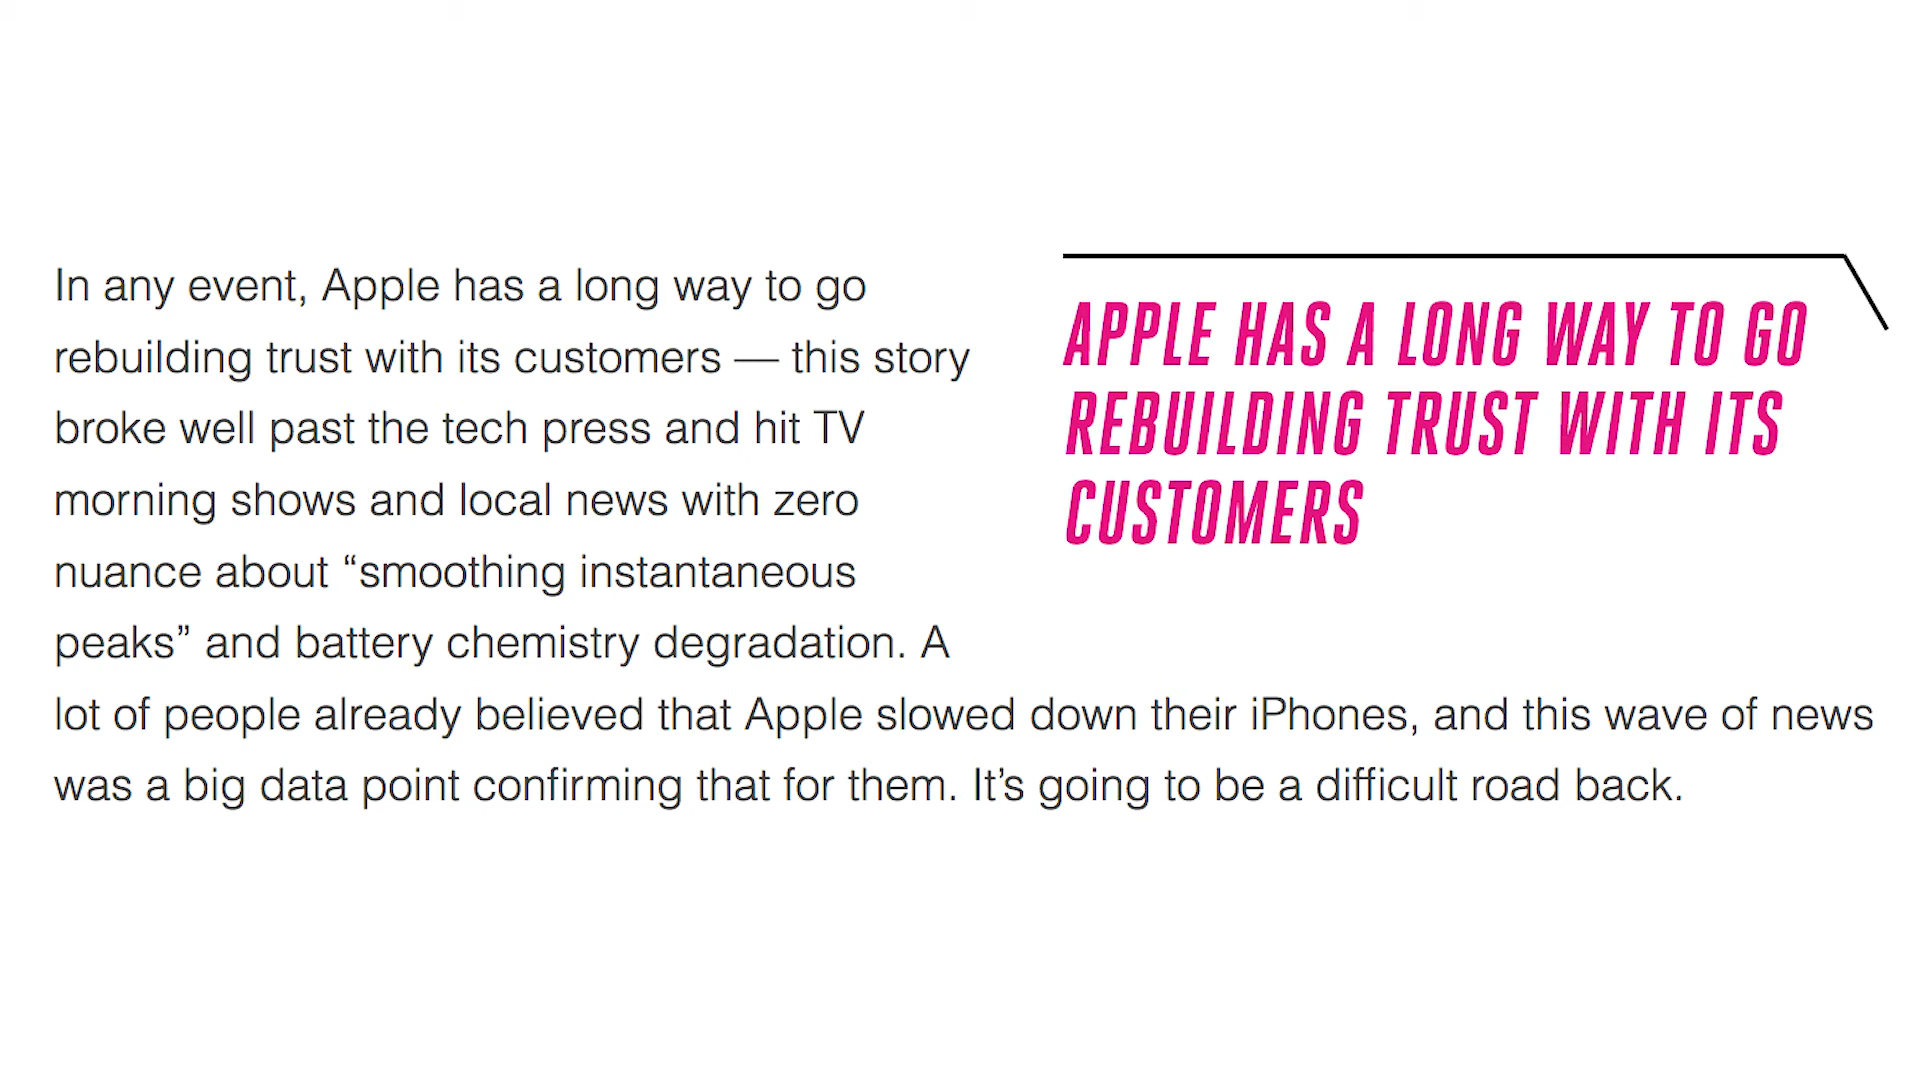 In any event, Apple has a long way to go
rebuilding trust with its customers — this story
broke well past the tech press and hit TV
morning shows and local news with zero
nuance about “smoothing instantaneous
peaks” and battery chemistry degradation. A
lot of people already believed that Apple slowed down their iPhones, and this wave of news
was a big data point confirming that for them. It’s going to be a difficult road back.
APPLE HAS A LONG WAY TO GO
REBUILDING TRUST WITH ITS
CUSTOMERS